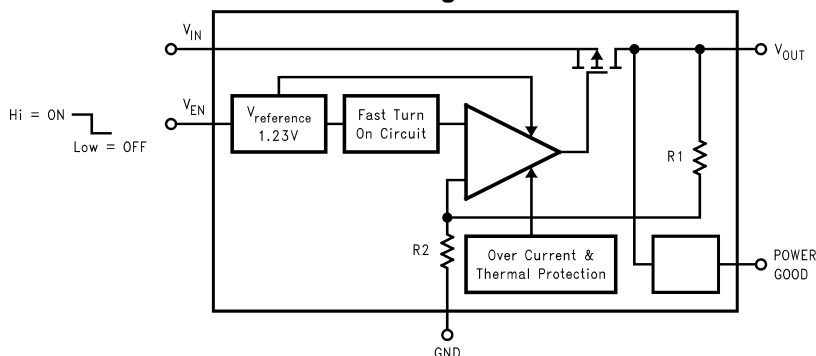 V_IN
V_OUT
V_EN
Hi = ON
Low = OFF
V_reference
1.23V
Fast Turn
On Circuit
R1
R2
Over Current &
Thermal Protection
POWER
GOOD
GND